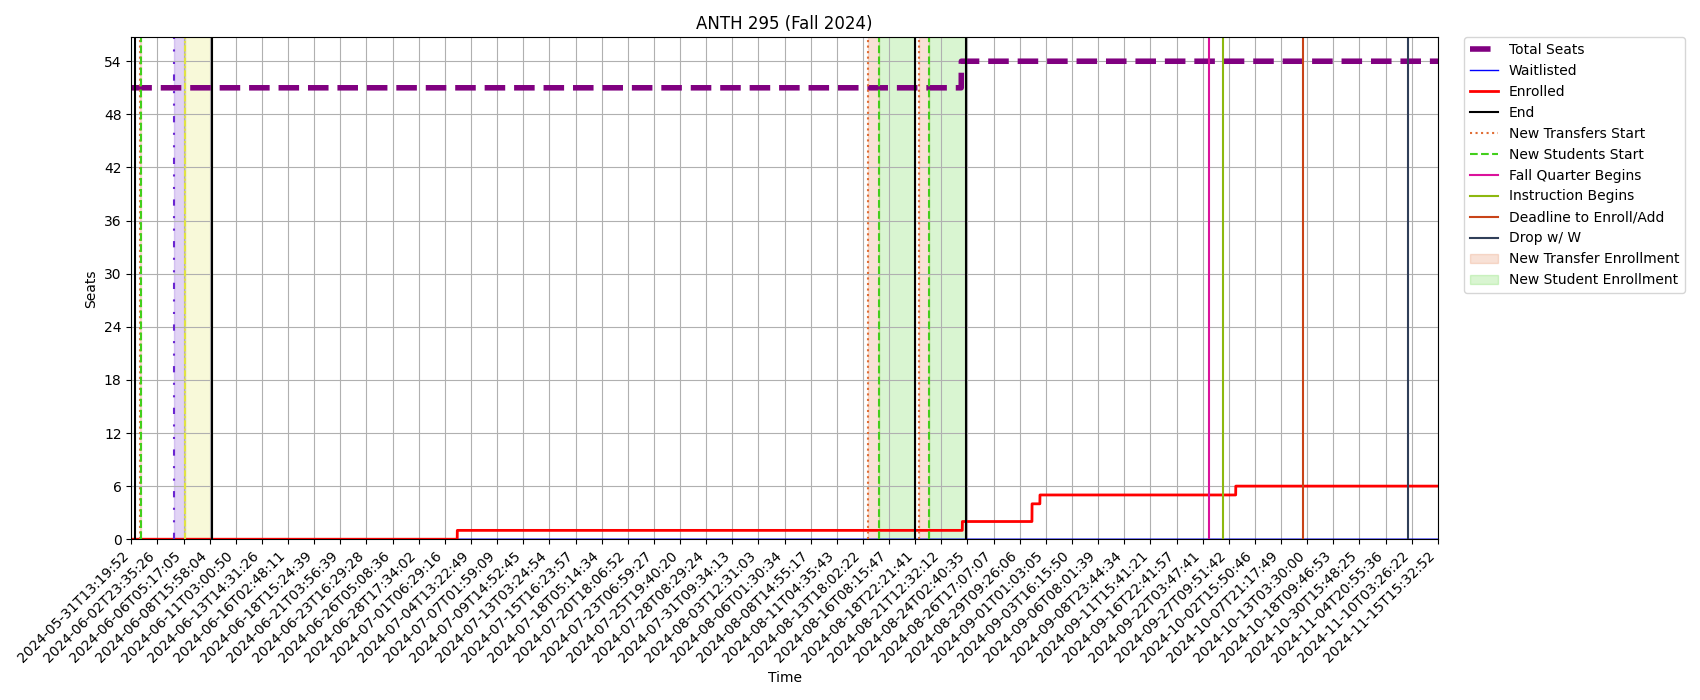 ANTH 295 (Fall 2024)
Total Seats
Waitlisted
Enrolled
End
New Transfers Start
New Students Start
Fall Quarter Begins
Instruction Begins
Deadline to Enroll/Add
Drop w/ W
New Transfer Enrollment
New Student Enrollment
Seats
54
48
42
36
30
24
18
12
6
0
2024-05-31T13:19:52
2024-06-02T23:35:26
2024-06-06T05:17:05
2024-06-08T15:58:04
2024-06-11T03:00:50
2024-06-13T14:31:26
2024-06-16T02:48:11
2024-06-18T15:24:39
2024-06-21T03:56:39
2024-06-23T16:29:28
2024-06-26T05:08:36
2024-06-28T17:34:02
2024-07-01T06:29:16
2024-07-04T13:22:49
2024-07-07T01:59:09
2024-07-09T14:52:45
2024-07-13T03:24:54
2024-07-15T16:23:57
2024-07-18T05:14:34
2024-07-20T18:06:52
2024-07-23T06:59:27
2024-07-25T19:40:20
2024-07-28T08:29:24
2024-07-31T09:34:13
2024-08-03T12:31:03
2024-08-06T01:30:34
2024-08-08T14:55:17
2024-08-11T04:35:43
2024-08-13T18:02:22
2024-08-16T08:15:47
2024-08-18T22:21:41
2024-08-21T12:32:12
2024-08-24T02:40:35
2024-08-26T17:07:07
2024-08-29T09:26:06
2024-09-01T01:03:05
2024-09-03T16:15:50
2024-09-06T08:01:39
2024-09-08T23:44:34
2024-09-11T15:41:21
2024-09-16T22:41:57
2024-09-22T03:47:41
2024-09-27T09:51:42
2024-10-02T15:50:46
2024-10-07T21:17:49
2024-10-13T03:30:00
2024-10-18T09:46:53
2024-10-30T15:48:25
2024-11-04T20:55:36
2024-11-10T03:26:22
2024-11-15T15:32:52
Time